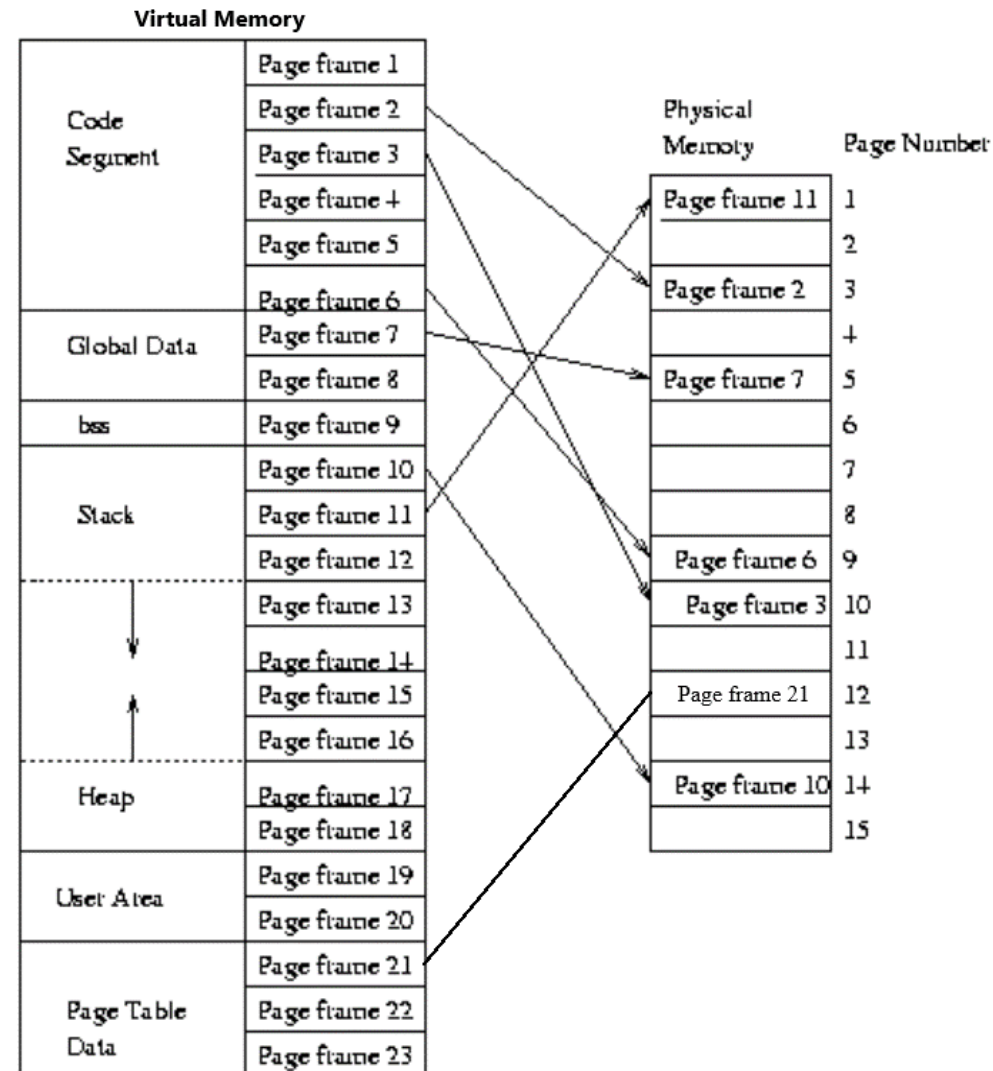 Virtual Memory
Code
Segment
Page frame 1
Page frame 2
Page frame 3
Page frame 4
Page frame 5
Page frame 6
Global Data
Page frame 7
Page frame 8
bss
Page frame 9
Stack
Page frame 10
Page frame 11
Page frame 12
Page frame 13
Page frame 14
Page frame 15
Page frame 16
Heap
Page frame 17
Page frame 18
User Area
Page frame 19
Page frame 20
Page Table
Data
Page frame 21
Page frame 22
Page frame 23
Physical
Memory
Page Number
Page frame 11 1
2
Page frame 2 3
4
Page frame 7 5
6
7
8
Page frame 6 9
Page frame 3 10
11
Page frame 21 12
13
Page frame 10 14
15